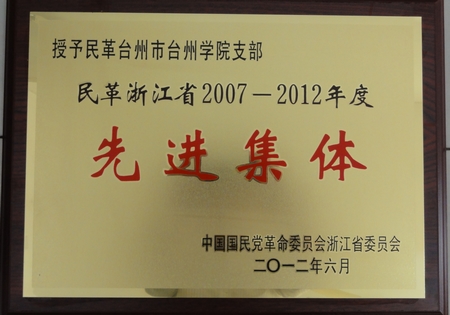 授予民革台州市台州学院支部
民革浙江省2007－2012年度
先进集体
中国国民党革命委员会浙江省委员会
二〇一二年六月